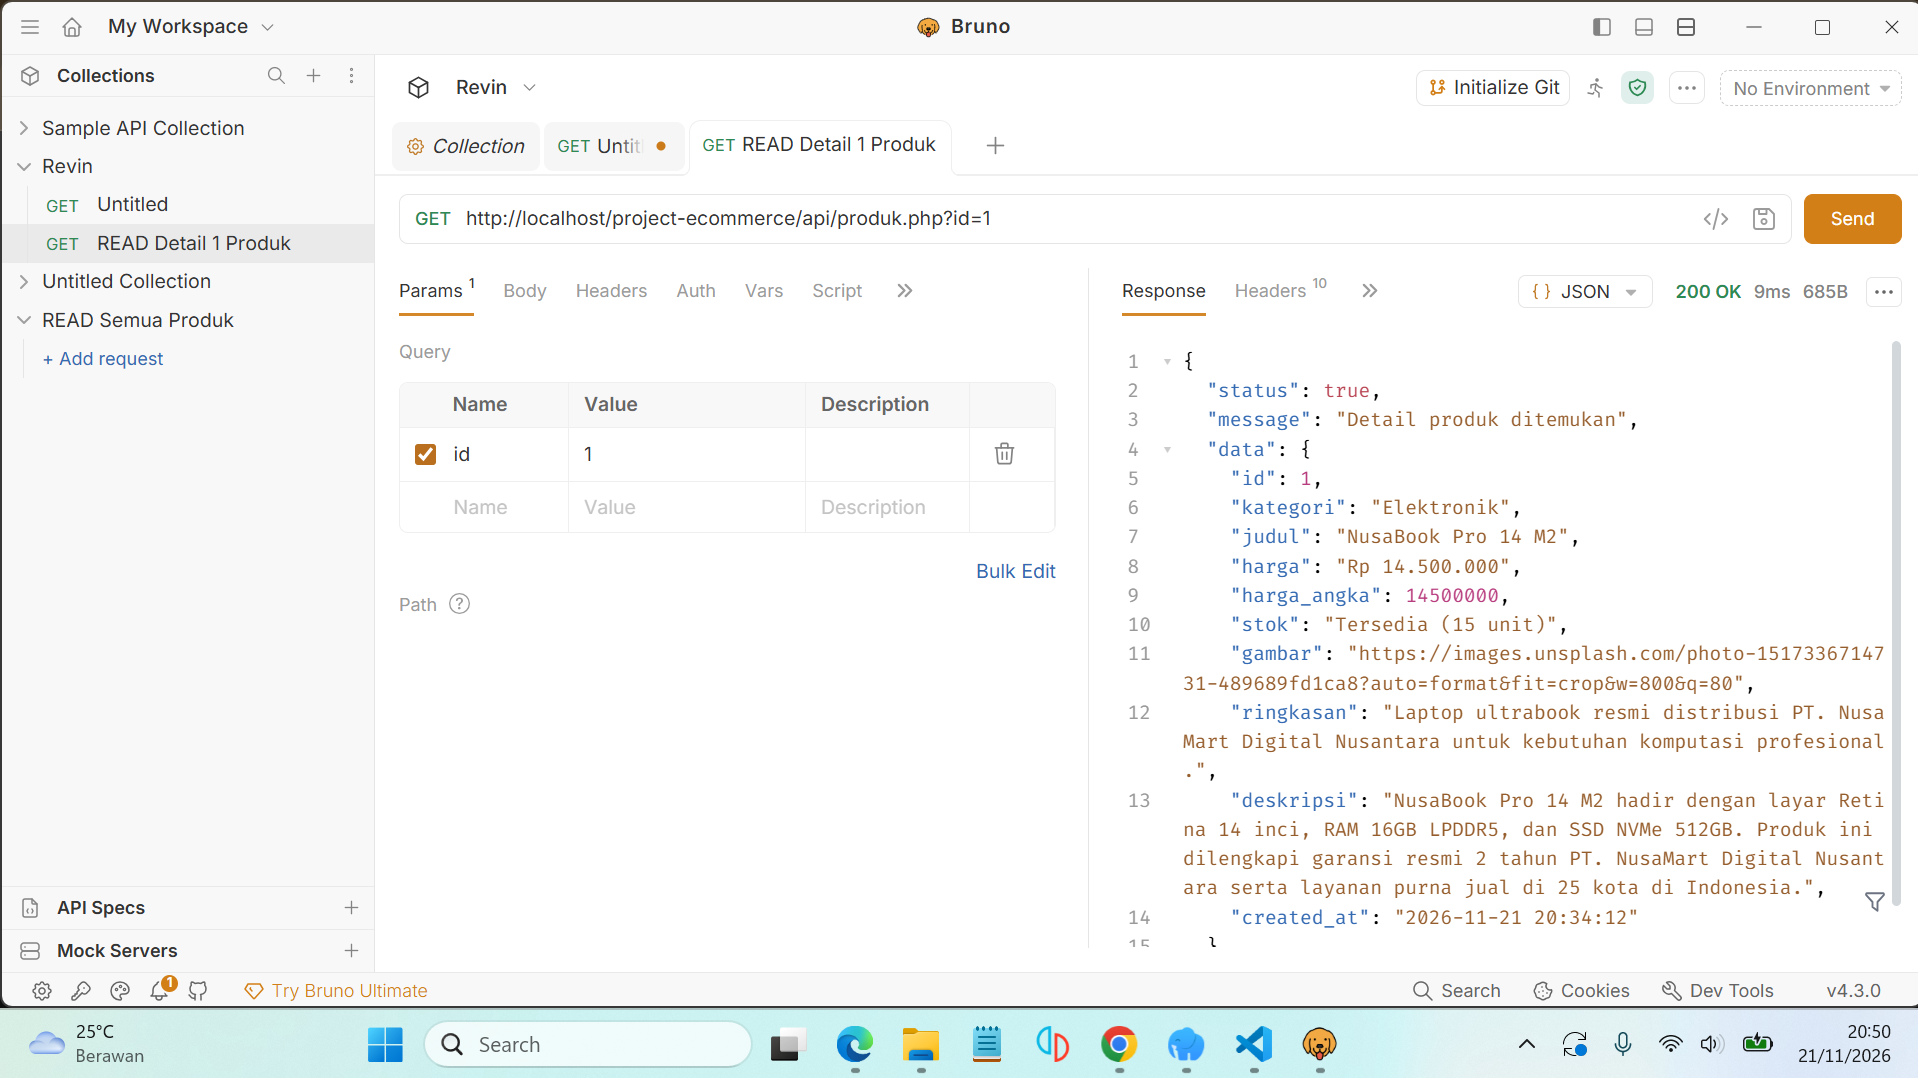 My Workspace
Bruno
Collections
Sample API Collection
Revin
GET Untitled
GET READ Detail 1 Produk
Untitled Collection
READ Semua Produk
+ Add request
API Specs
Mock Servers
Revin
Initialize Git
No Environment
Collection
GET Untit
GET READ Detail 1 Produk
GET http://localhost/project-ecommerce/api/produk.php?id=1
</>
Send
Params 1
Body
Headers
Auth
Vars
Script
Query
Name Value Description
id 1
Name Value Description
Bulk Edit
Path ?
Response
Headers 10
{ } JSON
200 OK 9ms 685B
1 {
2 "status": true,
3 "message": "Detail produk ditemukan",
4 "data": {
5 "id": 1,
6 "kategori": "Elektronik",
7 "judul": "NusaBook Pro 14 M2",
8 "harga": "Rp 14.500.000",
9 "harga_angka": 14500000,
10 "stok": "Tersedia (15 unit)",
11 "gambar": "https://images.unsplash.com/photo-15173367147
31-489689fd1ca8?auto=format&fit=crop&w=800&q=80",
12 "ringkasan": "Laptop ultrabook resmi distribusi PT. Nusa
Mart Digital Nusantara untuk kebutuhan komputasi profesional
.",
13 "deskripsi": "NusaBook Pro 14 M2 hadir dengan layar Reti
na 14 inci, RAM 16GB LPDDR5, dan SSD NVMe 512GB. Produk ini
dilengkapi garansi resmi 2 tahun PT. NusaMart Digital Nusant
ara serta layanan purna jual di 25 kota di Indonesia.",
14 "created_at": "2026-11-21 20:34:12"
15 }
1
Try Bruno Ultimate
Search
Cookies
Dev Tools
v4.3.0
25°C
Berawan
Search
20:50
21/11/2026